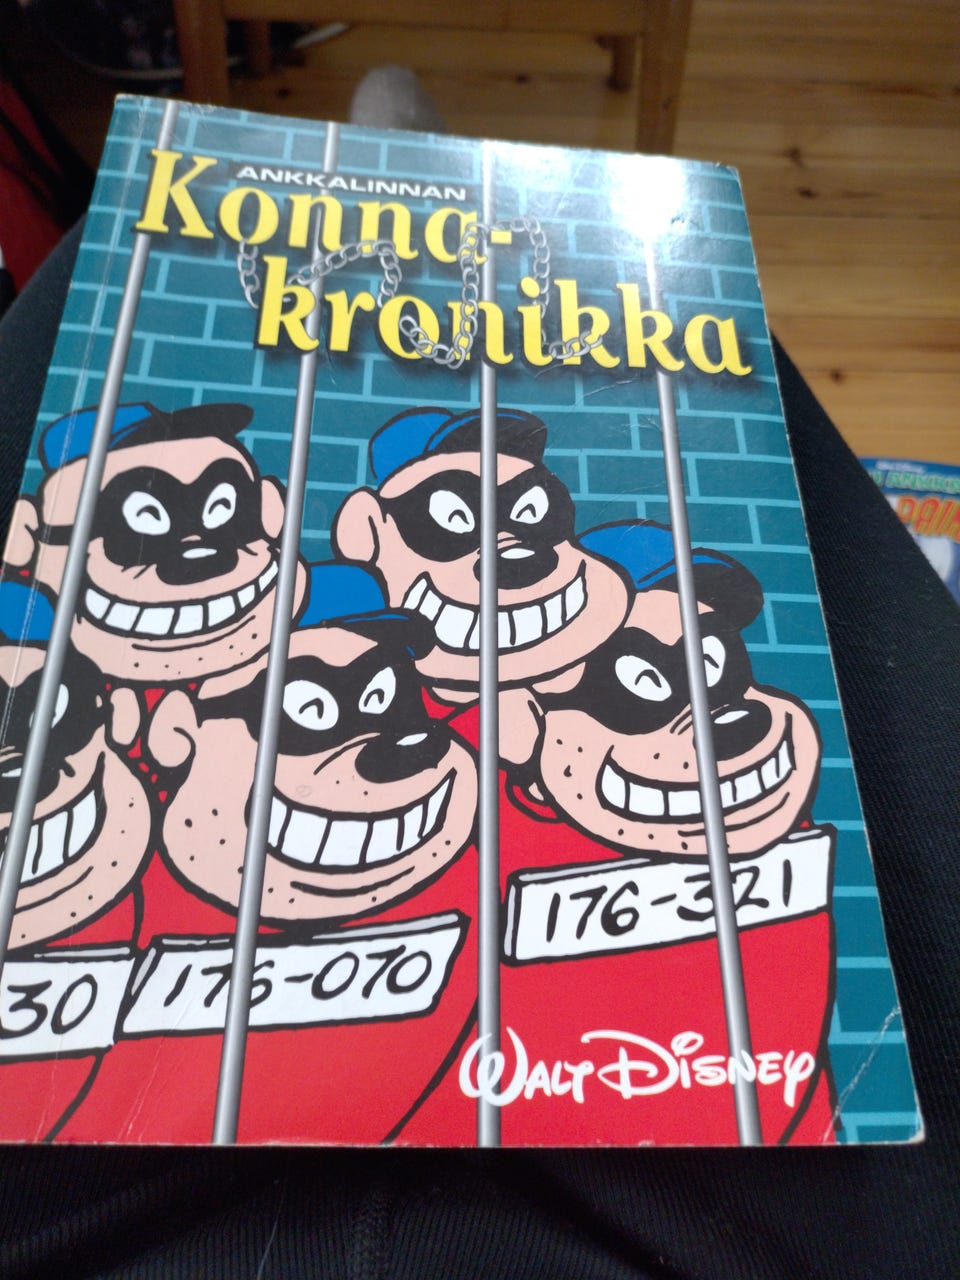 ANKKALINNAN
Konna-
kronikka
176-321
176-070
30
WALT DISNEY